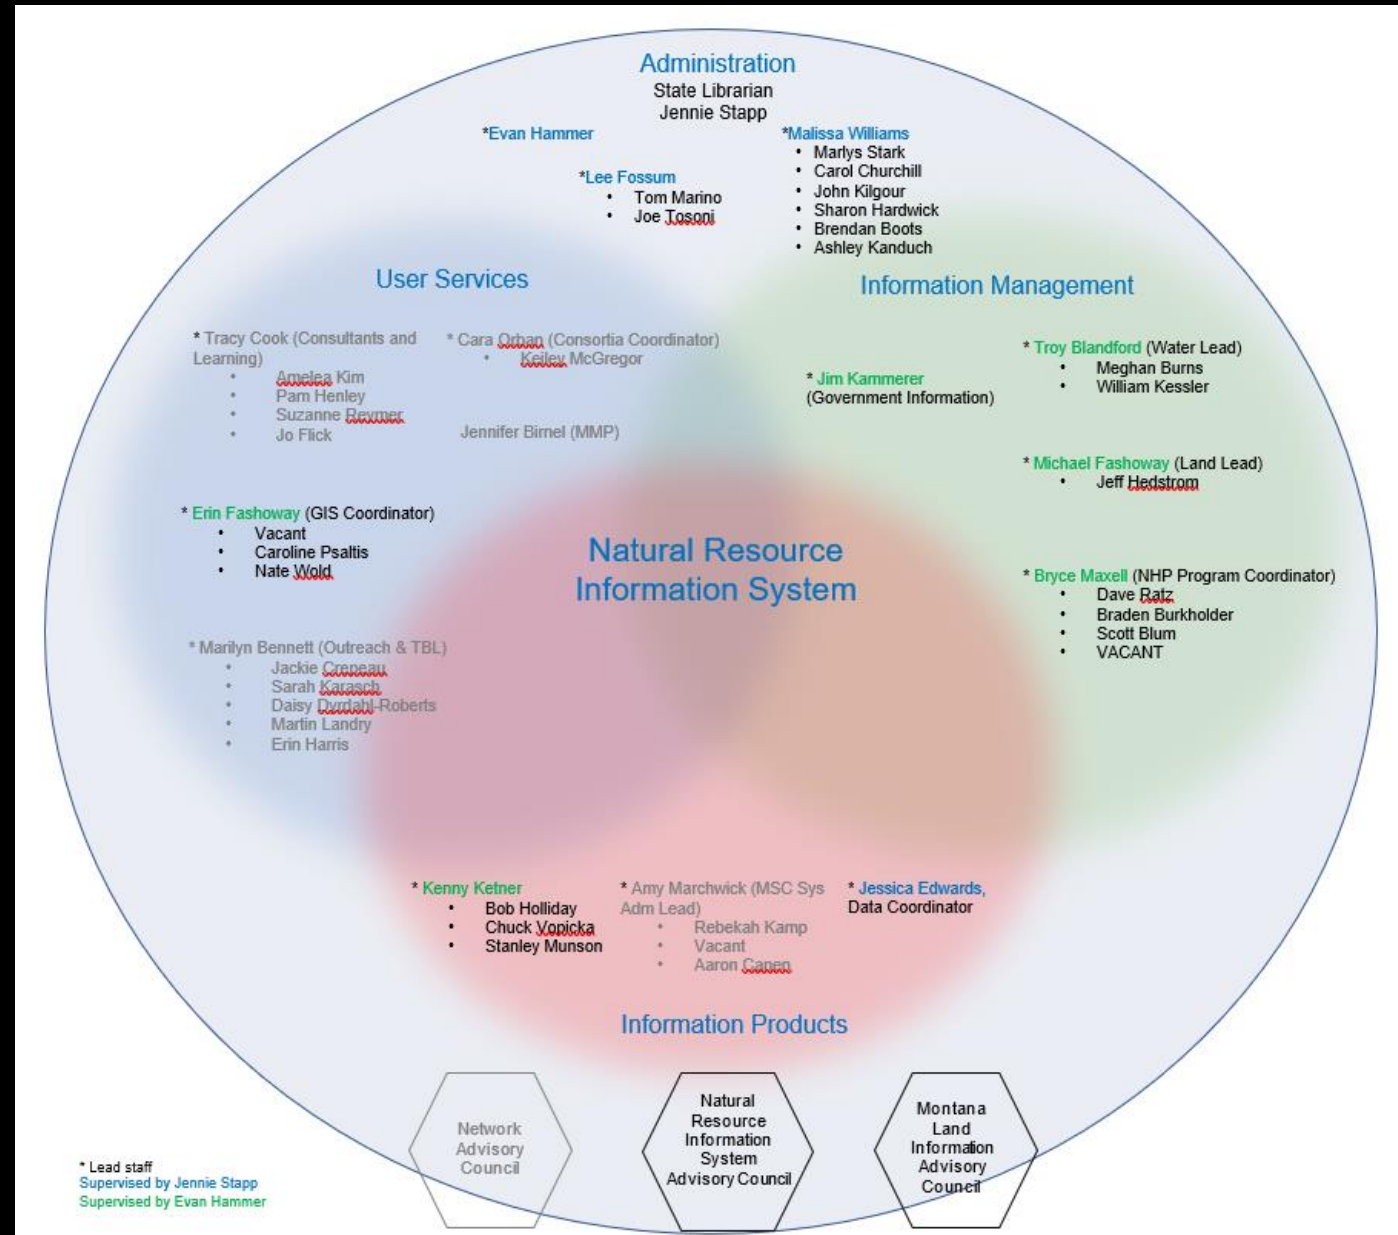 Administration
State Librarian
Jennie Stapp
*Evan Hammer
*Malissa Williams
• Marlys Stark
• Carol Churchill
• John Kilgour
• Sharon Hardwick
• Brendan Boots
• Ashley Kanduch
*Lee Fossum
• Tom Marino
• Joe Tosoni
User Services
* Tracy Cook (Consultants and
Learning)
• Amelea Kim
• Pam Henley
• Suzanne Reymer
• Jo Flick
* Cara Orban (Consortia Coordinator)
• Keiley McGregor
Jennifer Birnel (MMP)
* Erin Fashoway (GIS Coordinator)
• Vacant
• Caroline Psaltis
• Nate Wold
* Marilyn Bennett (Outreach & TBL)
• Jackie Crepeau
• Sarah Karasch
• Daisy Dyrdahl-Roberts
• Martin Landry
• Erin Harris
Information Management
* Jim Kammerer
(Government Information)
* Troy Blandford (Water Lead)
• Meghan Burns
• William Kessler
* Michael Fashoway (Land Lead)
• Jeff Hedstrom
* Bryce Maxell (NHP Program Coordinator)
• Dave Ratz
• Braden Burkholder
• Scott Blum
• VACANT
Natural Resource
Information System
* Kenny Ketner
• Bob Holliday
• Chuck Vopicka
• Stanley Munson
* Amy Marchwick (MSC Sys
Adm Lead)
• Rebekah Kamp
• Vacant
• Aaron Canen
* Jessica Edwards,
Data Coordinator
Information Products
Network
Advisory
Council
Natural
Resource
Information
System
Advisory Council
Montana
Land
Information
Advisory
Council
* Lead staff
Supervised by Jennie Stapp
Supervised by Evan Hammer